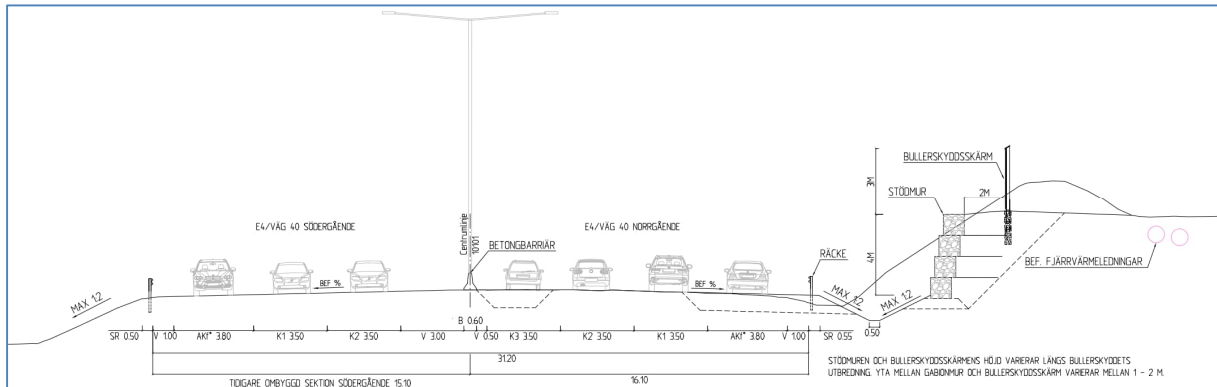 BULLERSKYDDSSKÄRM
3M
STÖDMUR
2M
E4/VÄG 40 SÖDERGÅENDE
Centrumlinje
10101
E4/VÄG 40 NORRGÅENDE
BETONGBARRIÄR
RÄCKE
4M
BEF. FJÄRRVÄRMELEDNINGAR
MAX 1:2
BEF %
BEF %
MAX 1:2
MAX 1:2
B 0.60
0.50
SR 0.50 V 1.00 AKf* 3.80 K1 3.50 K2 3.50 V 3.00 V 0.50 K3 3.50 K2 3.50 K1 3.50 AKf* 3.80 V 1.00 SR 0.55
31.20
TIDIGARE OMBYGGD SEKTION SÖDERGÅENDE 15.10
16.10
STÖDMUREN OCH BULLERSKYDDSSKÄRMENS HÖJD VARIERAR LÄNGS BULLERSKYDDETS
UTBREDNING. YTA MELLAN GABIONMUR OCH BULLERSKYDDSSKÄRM VARIERAR MELLAN 1 - 2 M.